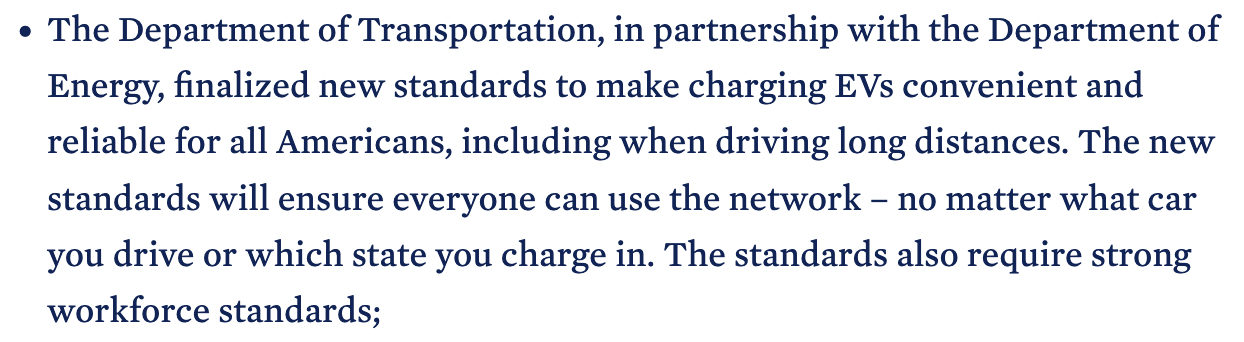 • The Department of Transportation, in partnership with the Department of
Energy, finalized new standards to make charging EVs convenient and
reliable for all Americans, including when driving long distances. The new
standards will ensure everyone can use the network – no matter what car
you drive or which state you charge in. The standards also require strong
workforce standards;